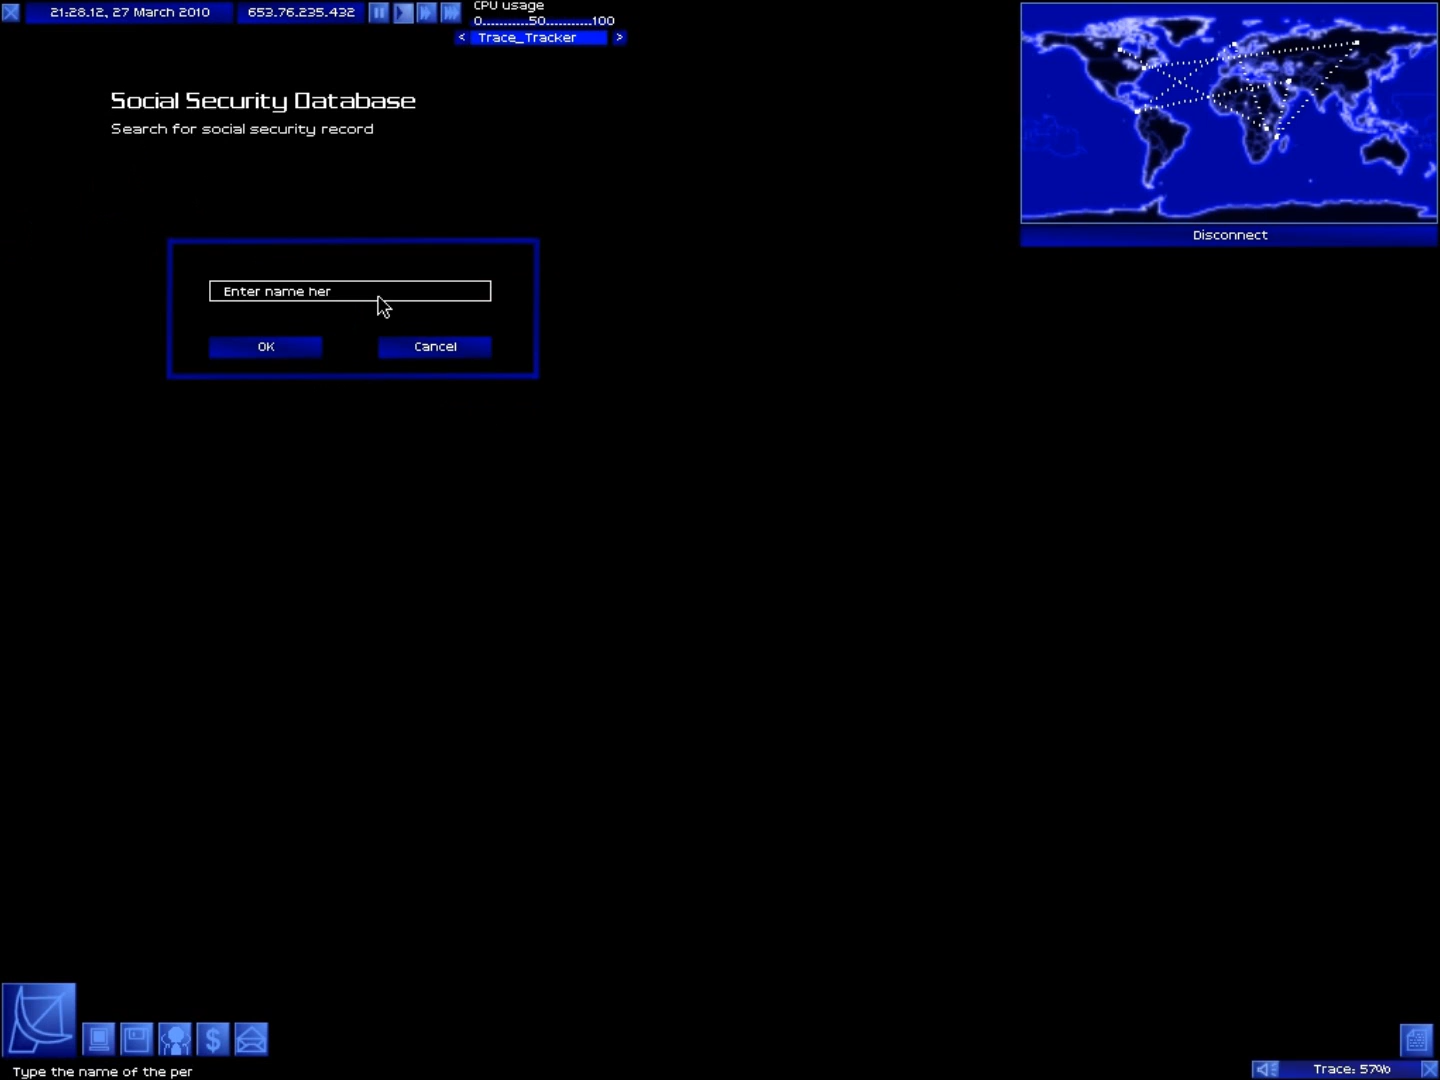 21:28.12, 27 March 2010
653.76.235.432
CPU usage
0..........50..........100
< Trace_Tracker >
Social Security Database
Search for social security record
Disconnect
Enter name her
OK
Cancel
$
Type the name of the per
Trace: 57%